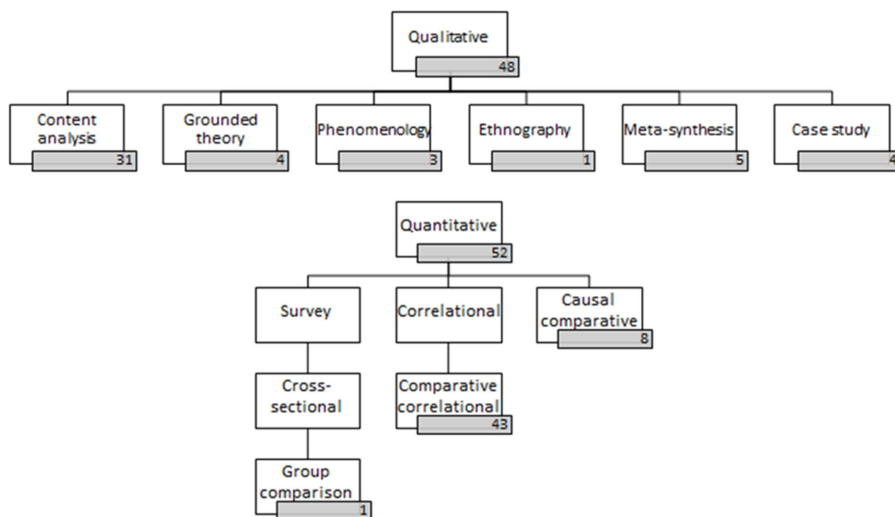 Qualitative
48
Content
analysis
31
Grounded
theory
4
Phenomenology
3
Ethnography
1
Meta-synthesis
5
Case study
4
Quantitative
52
Survey
Correlational
Causal
comparative
8
Cross-
sectional
Comparative
correlational
43
Group
comparison
1